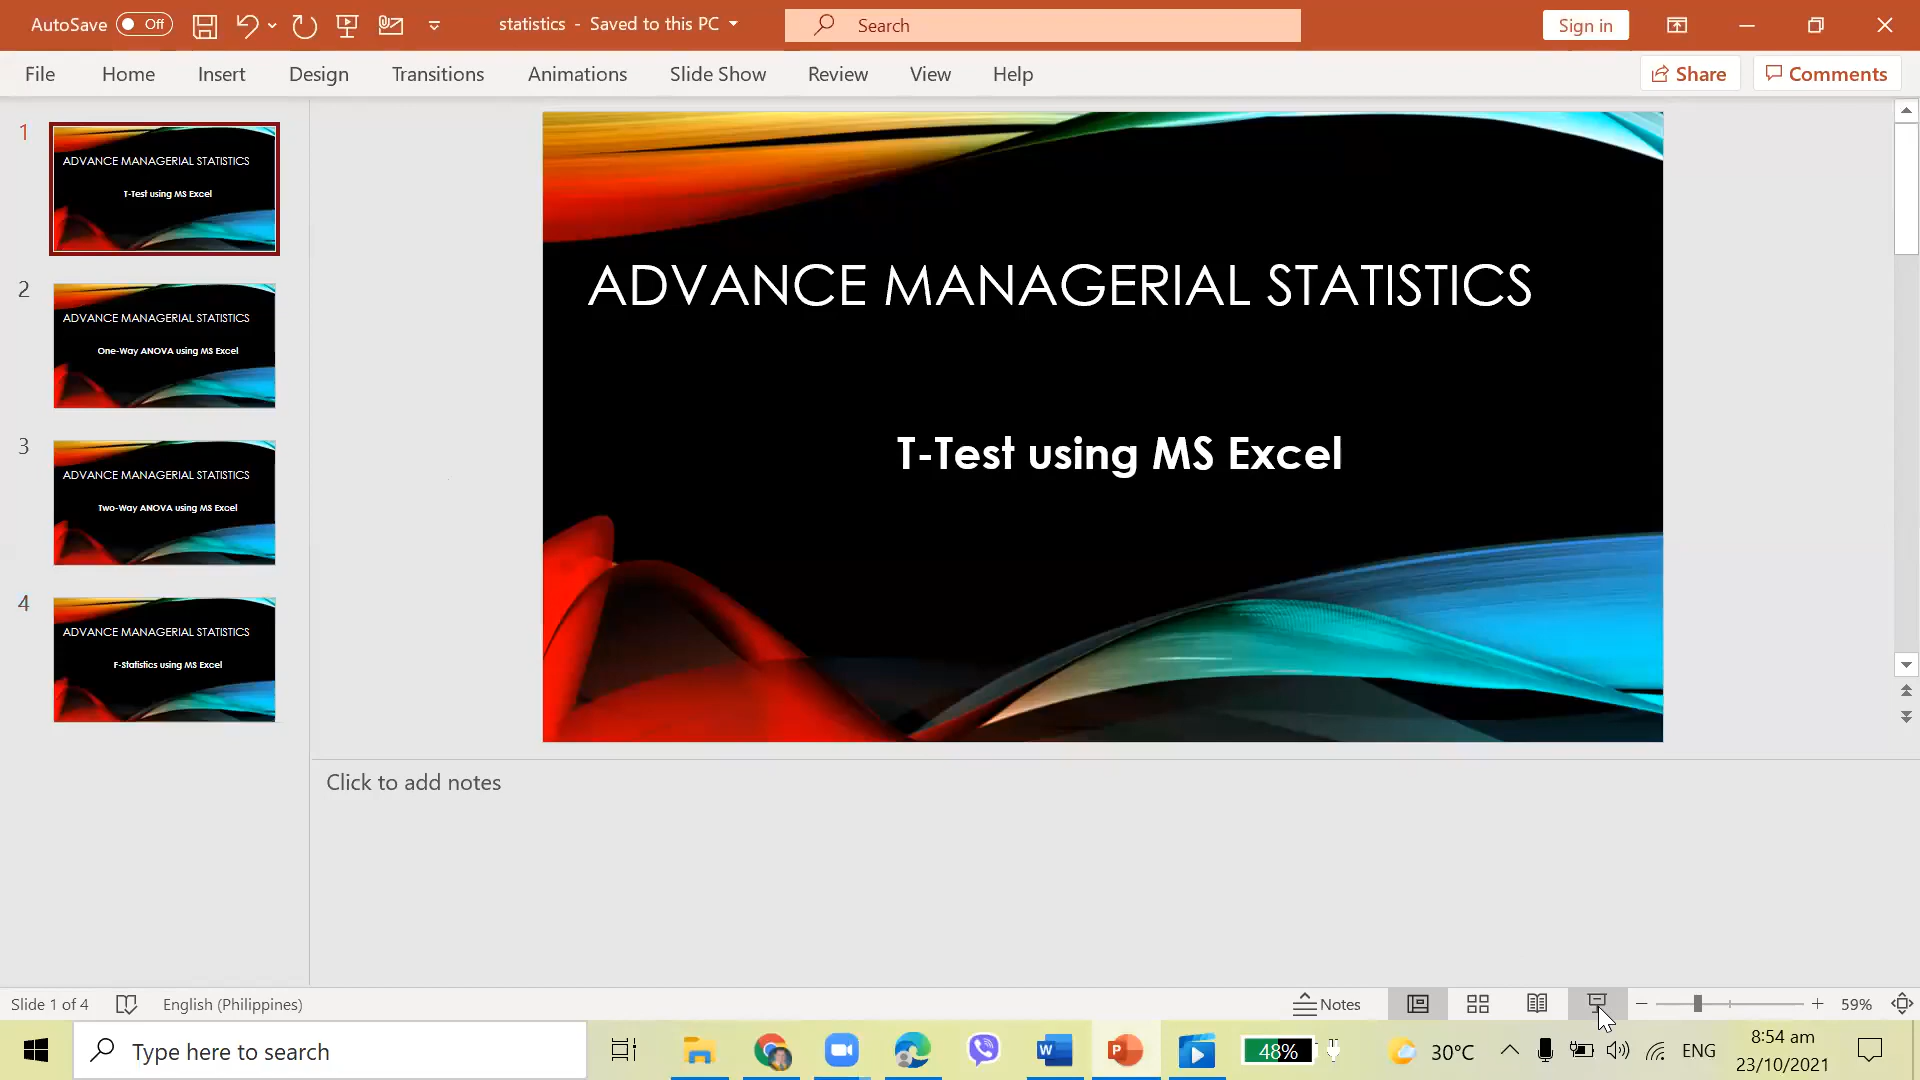 AutoSave Off statistics - Saved to this PC Search Sign in
File Home Insert Design Transitions Animations Slide Show Review View Help Share Comments
1
ADVANCE MANAGERIAL STATISTICS
T-Test using MS Excel
2
ADVANCE MANAGERIAL STATISTICS
One-Way ANOVA using MS Excel
3
ADVANCE MANAGERIAL STATISTICS
Two-Way ANOVA using MS Excel
4
ADVANCE MANAGERIAL STATISTICS
F-Statistics using MS Excel
ADVANCE MANAGERIAL STATISTICS
T-Test using MS Excel
Click to add notes
Slide 1 of 4 English (Philippines) Notes 59%
Type here to search 48% 30°C ENG 8:54 am
23/10/2021